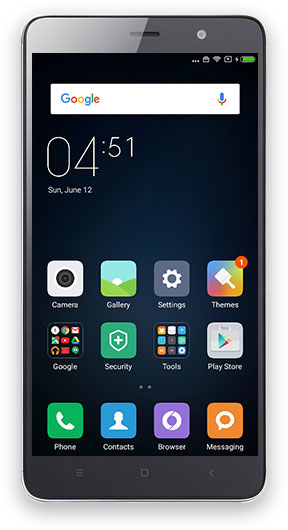 Google
04:51
Sun, June 12
Camera
Gallery
Settings
Themes
1
Google
Security
Tools
Play Store
Phone
Contacts
Browser
Messaging